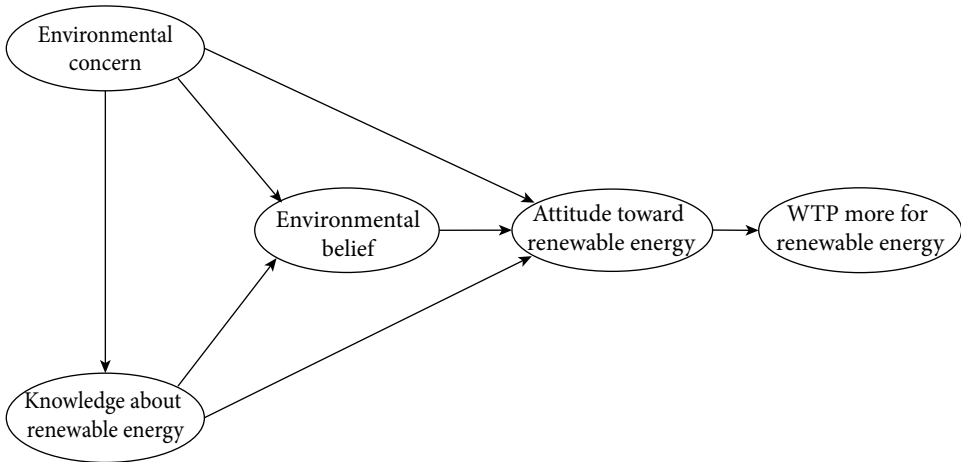 Environmental
concern
Environmental
belief
Attitude toward
renewable energy
WTP more for
renewable energy
Knowledge about
renewable energy